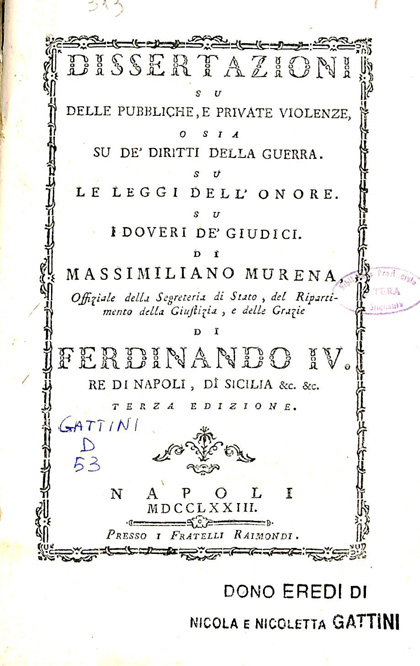 DISSERTAZIONI
SU
DELLE PUBBLICHE, E PRIVATE VIOLENZE,
O SIA
SU DE' DIRITTI DELLA GUERRA.
SU
LE LEGGI DELL' ONORE.
SU
I DOVERI DE' GIUDICI.
DI
MASSIMILIANO MURENA
Offiziale della Segreteria di Stato, del Riparti-
mento della Giustizia, e delle Grazie
DI
FERDINANDO IV.
RE DI NAPOLI, DI SICILIA &c. &c.
TERZA EDIZIONE.
GATTINI
D
53
NAPOLI
MDCCLXXIII.
PRESSO I FRATELLI RAIMONDI.
DONO EREDI DI
NICOLA E NICOLETTA GATTINI